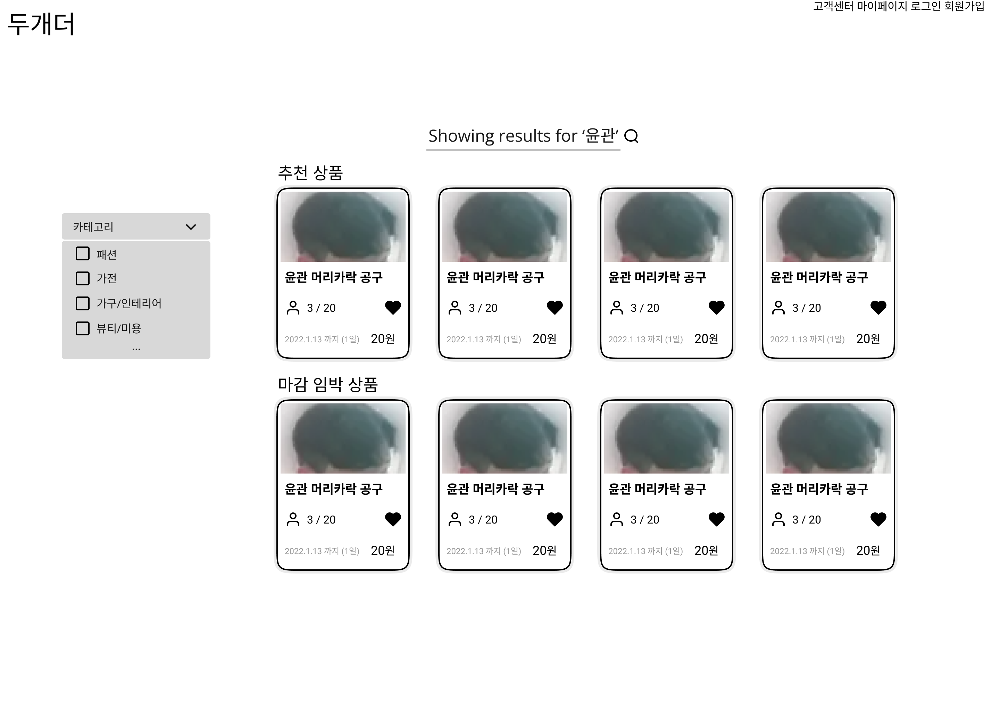 고객센터 마이페이지 로그인 회원가입
두개더
Showing results for ‘윤관’
추천 상품
카테고리
패션
가전
가구/인테리어
뷰티/미용
...
윤관 머리카락 공구
3 / 20
2022.1.13 까지 (1일) 20원
윤관 머리카락 공구
3 / 20
2022.1.13 까지 (1일) 20원
윤관 머리카락 공구
3 / 20
2022.1.13 까지 (1일) 20원
윤관 머리카락 공구
3 / 20
2022.1.13 까지 (1일) 20원
마감 임박 상품
윤관 머리카락 공구
3 / 20
2022.1.13 까지 (1일) 20원
윤관 머리카락 공구
3 / 20
2022.1.13 까지 (1일) 20원
윤관 머리카락 공구
3 / 20
2022.1.13 까지 (1일) 20원
윤관 머리카락 공구
3 / 20
2022.1.13 까지 (1일) 20원